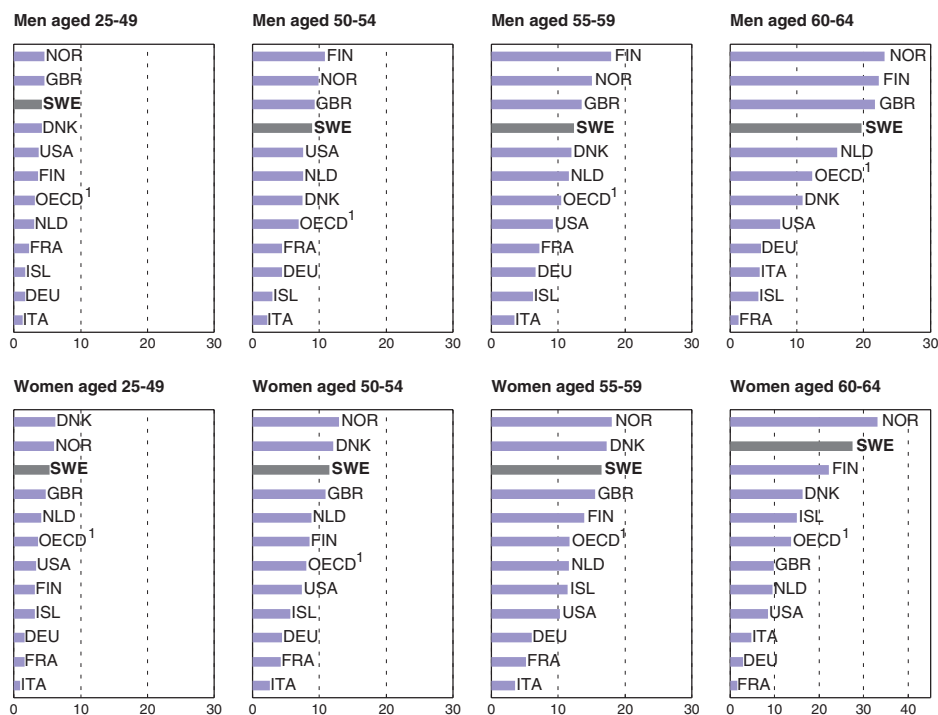 Men aged 25-49
NOR
GBR
SWE
DNK
USA
FIN
OECD1
NLD
FRA
ISL
DEU
ITA
0 10 20 30
Men aged 50-54
FIN
NOR
GBR
SWE
USA
NLD
DNK
OECD1
FRA
DEU
ISL
ITA
0 10 20 30
Men aged 55-59
FIN
NOR
GBR
SWE
DNK
NLD
OECD1
USA
FRA
DEU
ISL
ITA
0 10 20 30
Men aged 60-64
NOR
FIN
GBR
SWE
NLD
OECD1
DNK
USA
DEU
ITA
ISL
FRA
0 10 20 30
Women aged 25-49
DNK
NOR
SWE
GBR
NLD
OECD1
USA
FIN
ISL
DEU
FRA
ITA
0 10 20 30
Women aged 50-54
NOR
DNK
SWE
GBR
NLD
FIN
OECD1
USA
ISL
DEU
FRA
ITA
0 10 20 30
Women aged 55-59
NOR
DNK
SWE
GBR
FIN
OECD1
NLD
ISL
USA
DEU
FRA
ITA
0 10 20 30
Women aged 60-64
NOR
SWE
FIN
DNK
ISL
OECD1
GBR
NLD
USA
ITA
DEU
FRA
0 10 20 30 40